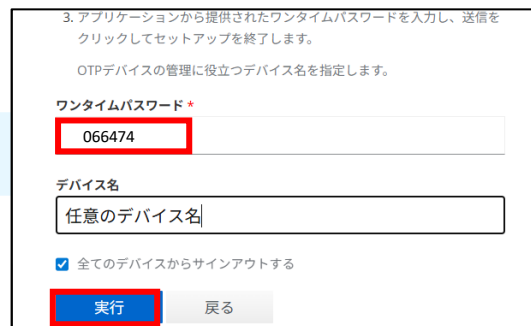 3. アプリケーションから提供されたワンタイムパスワードを入力し、送信を
クリックしてセットアップを終了します。
OTPデバイスの管理に役立つデバイス名を指定します。
ワンタイムパスワード *
066474
デバイス名
任意のデバイス名
全てのデバイスからサインアウトする
実行 戻る